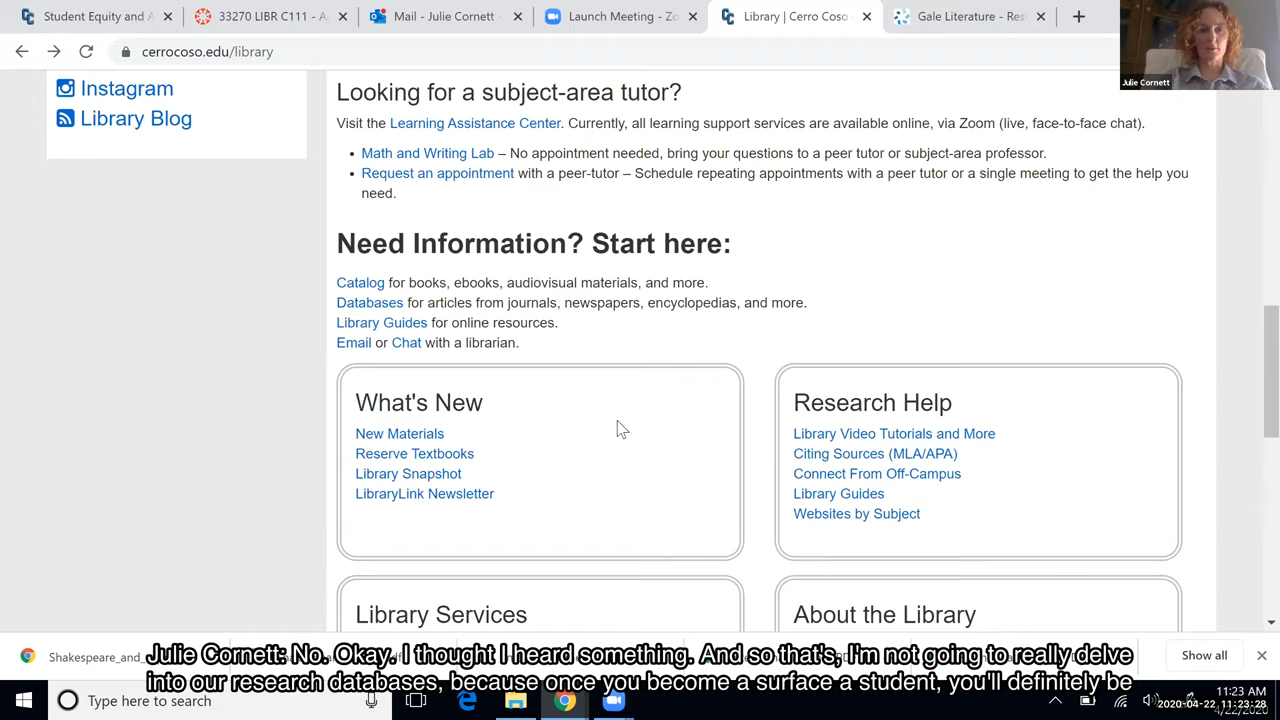 Student Equity and A
33270 LIBR C111 - A
Mail - Julie Cornett -
Launch Meeting - Zo
Library | Cerro Coso
Gale Literature - Res
cerrocoso.edu/library
Julie Cornett
Instagram
Library Blog
Looking for a subject-area tutor?
Visit the Learning Assistance Center. Currently, all learning support services are available online, via Zoom (live, face-to-face chat).
• Math and Writing Lab – No appointment needed, bring your questions to a peer tutor or subject-area professor.
• Request an appointment with a peer-tutor – Schedule repeating appointments with a peer tutor or a single meeting to get the help you
need.
Need Information? Start here:
Catalog for books, ebooks, audiovisual materials, and more.
Databases for articles from journals, newspapers, encyclopedias, and more.
Library Guides for online resources.
Email or Chat with a librarian.
What's New
New Materials
Reserve Textbooks
Library Snapshot
LibraryLink Newsletter
Research Help
Library Video Tutorials and More
Citing Sources (MLA/APA)
Connect From Off-Campus
Library Guides
Websites by Subject
Library Services
About the Library
Shakespeare_and_
Julie Cornett: No. Okay. I thought I heard something. And so that's, I'm not going to really delve
into our research databases, because once you become a surface a student, you'll definitely be
Show all
Type here to search
11:23 AM
2020-04-22 11:23:28
4/22/2020